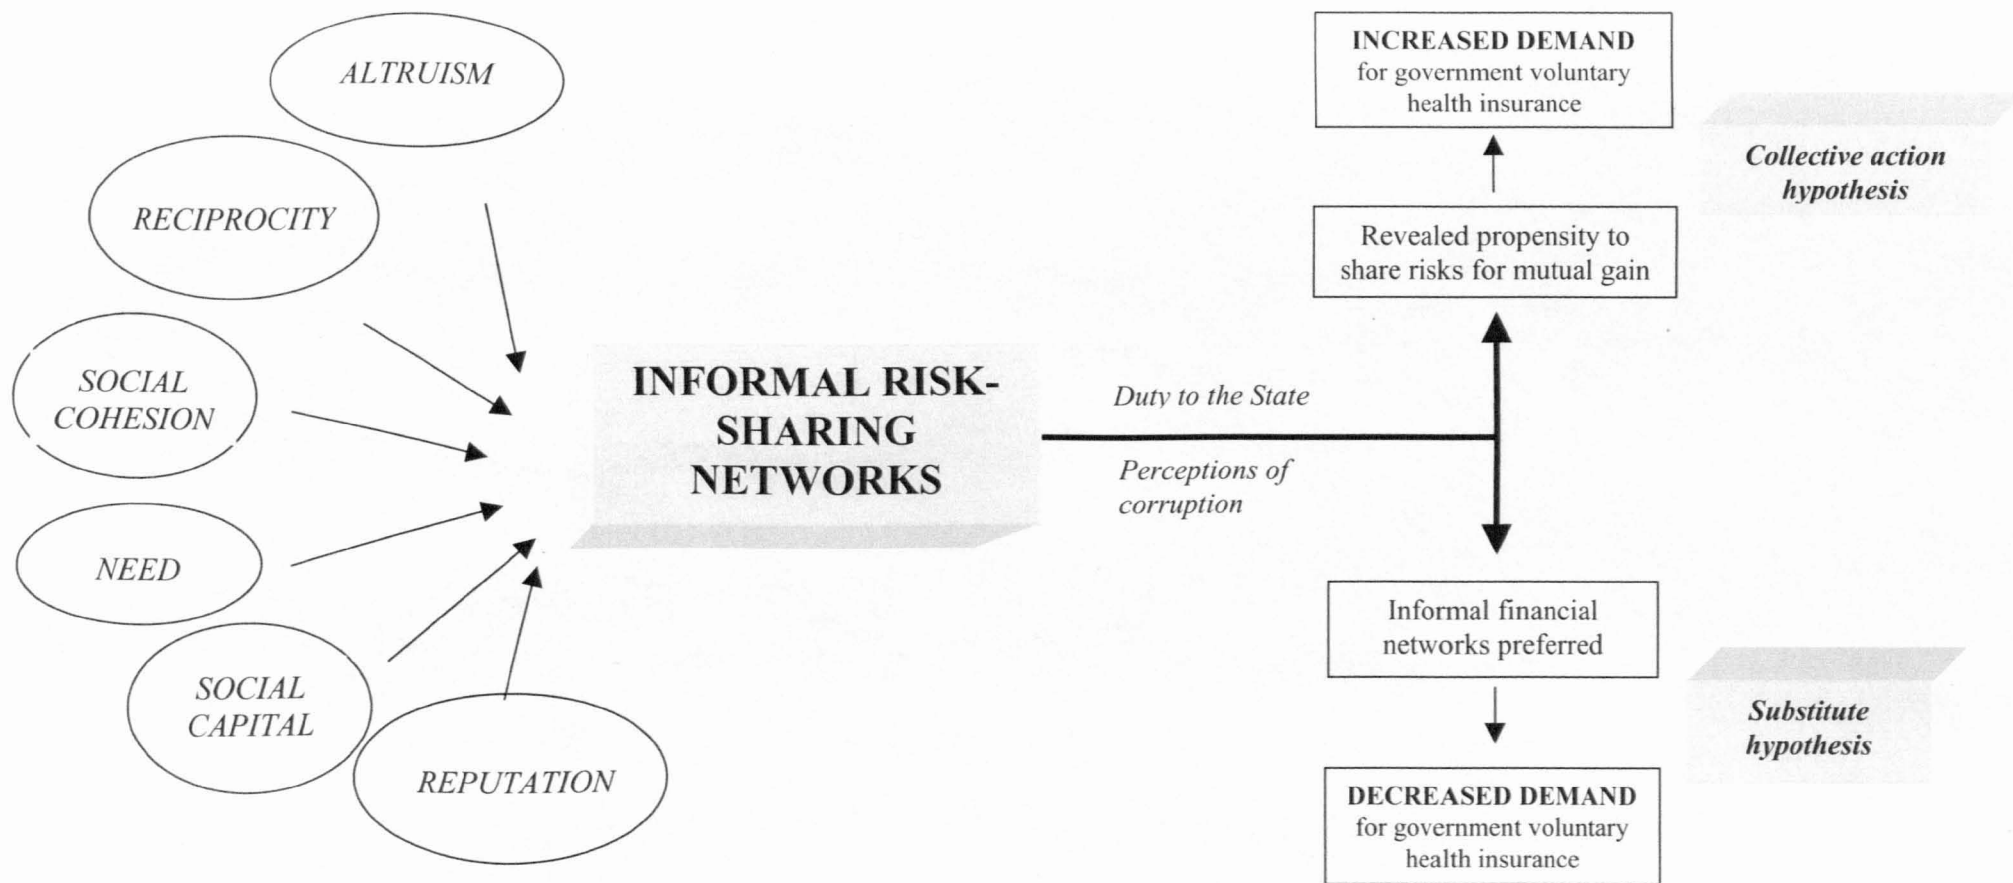 ALTRUISM
RECIPROCITY
SOCIAL
COHESION
NEED
SOCIAL
CAPITAL
REPUTATION
INFORMAL RISK-
SHARING
NETWORKS
Duty to the State
Perceptions of
corruption
INCREASED DEMAND
for government voluntary
health insurance
Revealed propensity to
share risks for mutual gain
Collective action
hypothesis
Informal financial
networks preferred
DECREASED DEMAND
for government voluntary
health insurance
Substitute
hypothesis